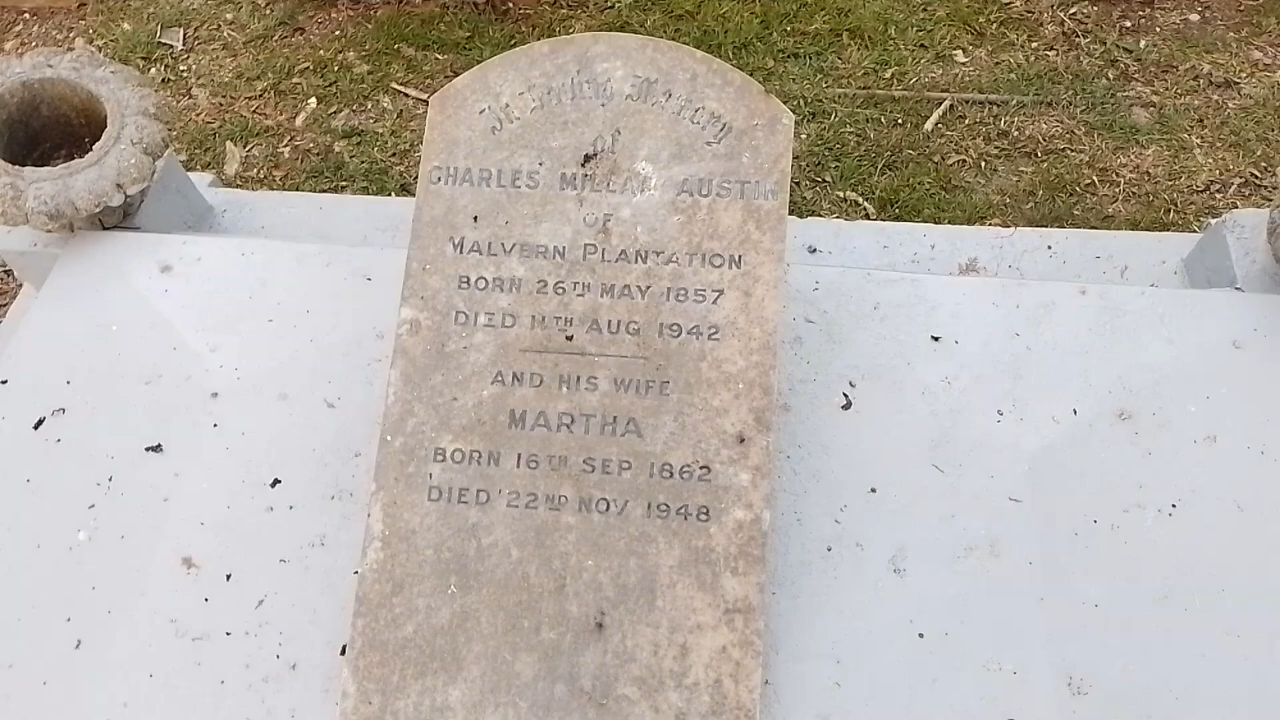 In Loving Memory
of
CHARLES MILLAR AUSTIN
OF
MALVERN PLANTATION
BORN 26TH MAY 1857
DIED 11TH AUG 1942
AND HIS WIFE
MARTHA
BORN 16TH SEP 1862
DIED 22ND NOV 1948